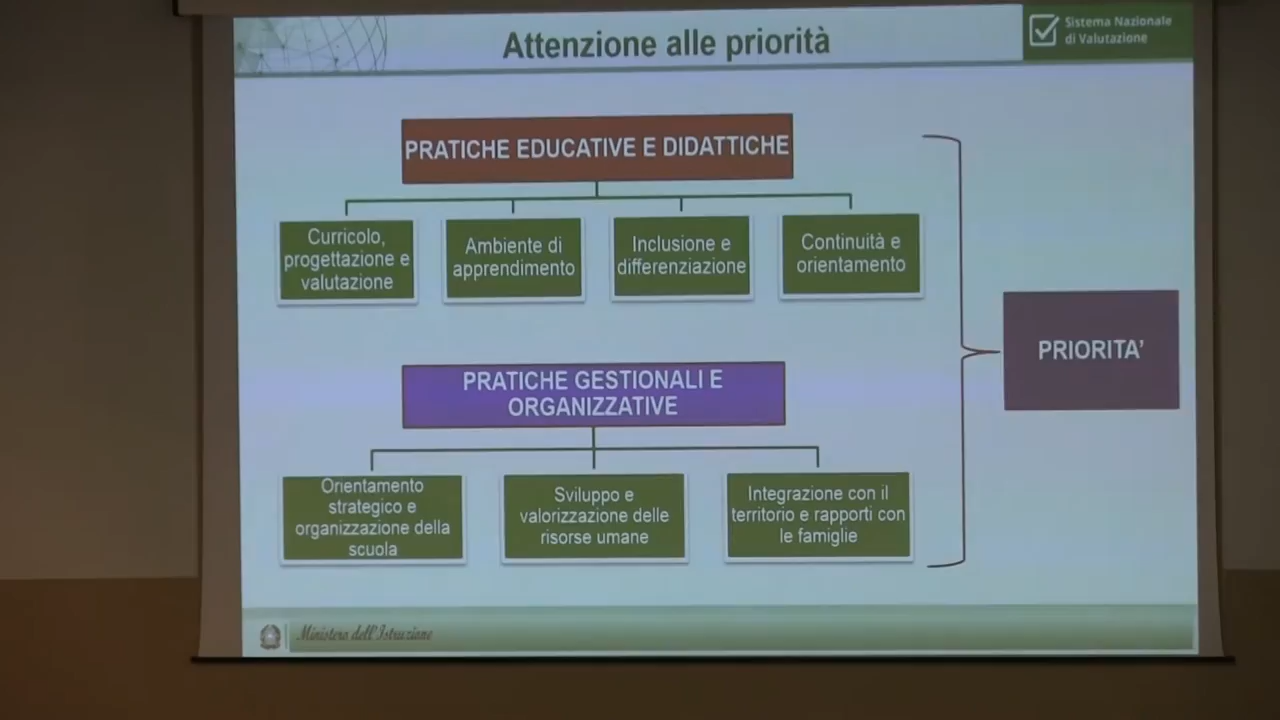 Attenzione alle priorità
Sistema Nazionale
di Valutazione
PRATICHE EDUCATIVE E DIDATTICHE
Curricolo,
progettazione e
valutazione
Ambiente di
apprendimento
Inclusione e
differenziazione
Continuità e
orientamento
PRIORITA'
PRATICHE GESTIONALI E
ORGANIZZATIVE
Orientamento
strategico e
organizzazione della
scuola
Sviluppo e
valorizzazione delle
risorse umane
Integrazione con il
territorio e rapporti con
le famiglie
Ministero dell'Istruzione